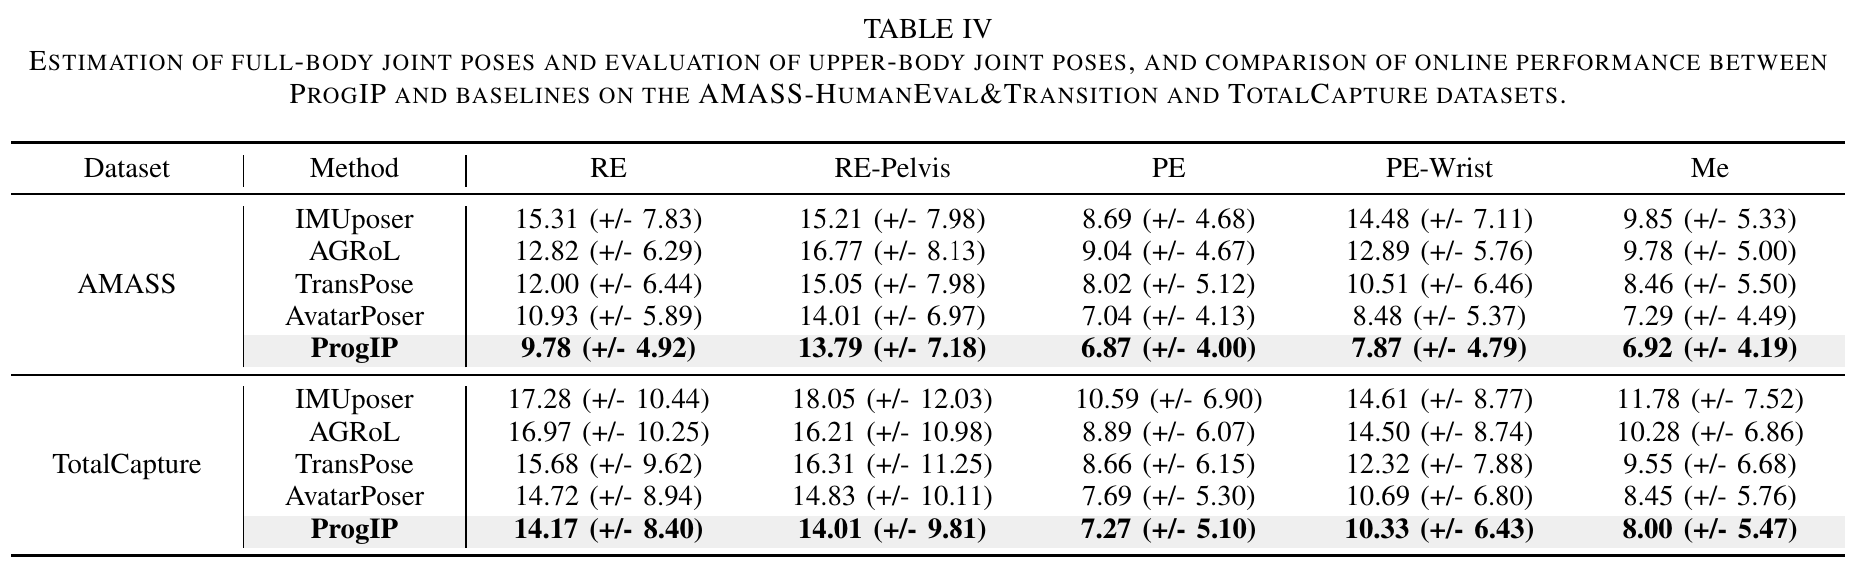 TABLE IV
ESTIMATION OF FULL-BODY JOINT POSES AND EVALUATION OF UPPER-BODY JOINT POSES, AND COMPARISON OF ONLINE PERFORMANCE BETWEEN
PROGIP AND BASELINES ON THE AMASS-HUMANEVAL&TRANSITION AND TOTALCAPTURE DATASETS.
Dataset Method RE RE-Pelvis PE PE-Wrist Me
IMUposer 15.31 (+/- 7.83) 15.21 (+/- 7.98) 8.69 (+/- 4.68) 14.48 (+/- 7.11) 9.85 (+/- 5.33)
AGRoL 12.82 (+/- 6.29) 16.77 (+/- 8.13) 9.04 (+/- 4.67) 12.89 (+/- 5.76) 9.78 (+/- 5.00)
AMASS TransPose 12.00 (+/- 6.44) 15.05 (+/- 7.98) 8.02 (+/- 5.12) 10.51 (+/- 6.46) 8.46 (+/- 5.50)
AvatarPoser 10.93 (+/- 5.89) 14.01 (+/- 6.97) 7.04 (+/- 4.13) 8.48 (+/- 5.37) 7.29 (+/- 4.49)
ProgIP 9.78 (+/- 4.92) 13.79 (+/- 7.18) 6.87 (+/- 4.00) 7.87 (+/- 4.79) 6.92 (+/- 4.19)
IMUposer 17.28 (+/- 10.44) 18.05 (+/- 12.03) 10.59 (+/- 6.90) 14.61 (+/- 8.77) 11.78 (+/- 7.52)
AGRoL 16.97 (+/- 10.25) 16.21 (+/- 10.98) 8.89 (+/- 6.07) 14.50 (+/- 8.74) 10.28 (+/- 6.86)
TotalCapture TransPose 15.68 (+/- 9.62) 16.31 (+/- 11.25) 8.66 (+/- 6.15) 12.32 (+/- 7.88) 9.55 (+/- 6.68)
AvatarPoser 14.72 (+/- 8.94) 14.83 (+/- 10.11) 7.69 (+/- 5.30) 10.69 (+/- 6.80) 8.45 (+/- 5.76)
ProgIP 14.17 (+/- 8.40) 14.01 (+/- 9.81) 7.27 (+/- 5.10) 10.33 (+/- 6.43) 8.00 (+/- 5.47)